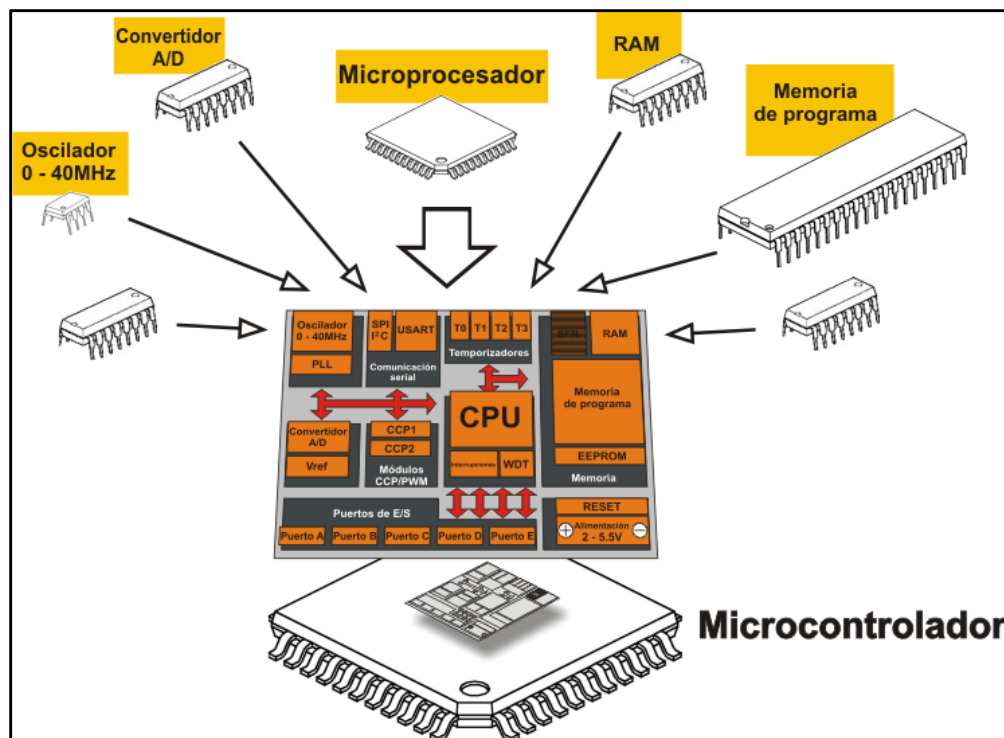 Convertidor
A/D
Microprocesador
RAM
Memoria
de programa
Oscilador
0 - 40MHz
Oscilador
0 - 40MHz
PLL
SPI
I²C
USART
Comunicación
serial
T0
T1
T2
T3
Temporizadores
SFR
RAM
Memoria
de programa
EEPROM
Memoria
CPU
Interrupciones
WDT
Convertidor
A/D
Vref
CCP1
CCP2
Módulos
CCP/PWM
Puertos de E/S
Puerto A
Puerto B
Puerto C
Puerto D
Puerto E
RESET
+
Alimentación
2 - 5.5V
−
Microcontrolador